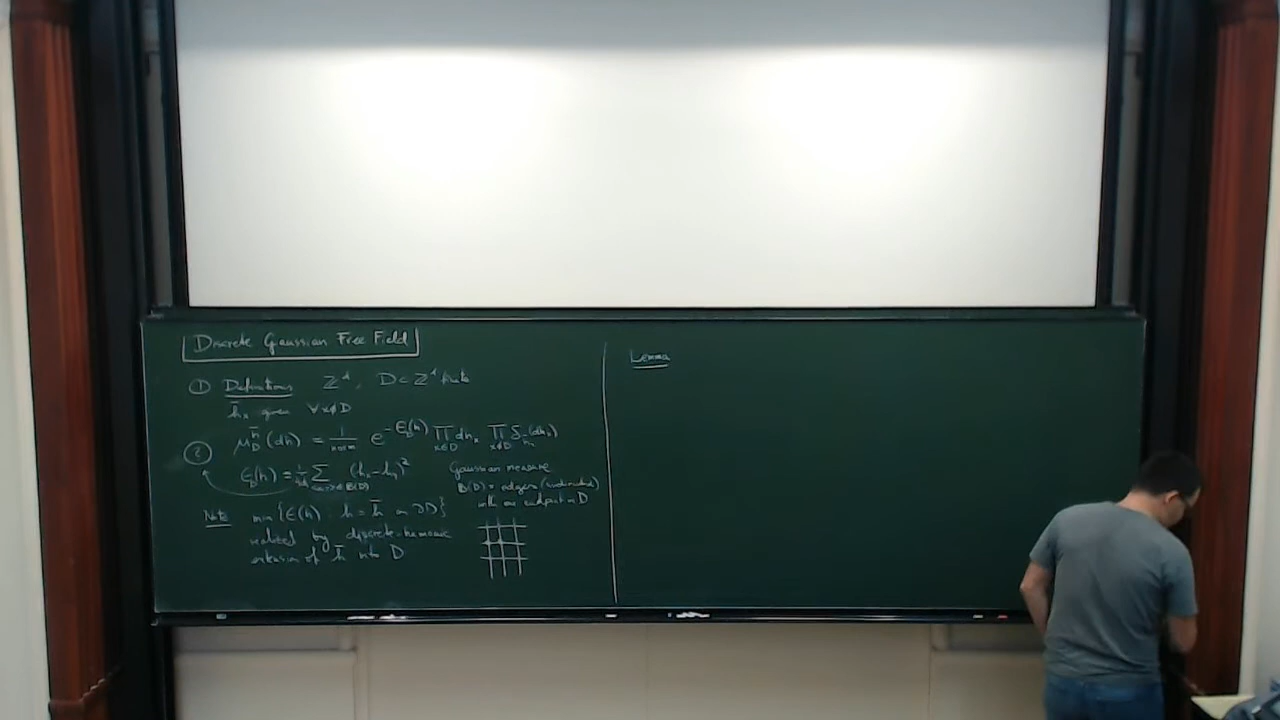 Discrete Gaussian Free Field
① Definitions ℤ^d, D⊂ℤ^d finite
h̄_x given ∀x∉D
μ_D^h̄(dh) = 1/norm e^{-E_D(h)} ∏_{x∈D} dh_x ∏_{x∉D} δ_{h̄_x}(dh_x)
E_D(h) = 1/4d ∑_{<x,y>∈B(D)} (h_x-h_y)²
Gaussian measure
B(D) = edges (undirected)
with one endpoint in D
Note min {E(h) : h = h̄ on ∂D}
realized by discrete-harmonic
extension of h̄ into D
Lemma